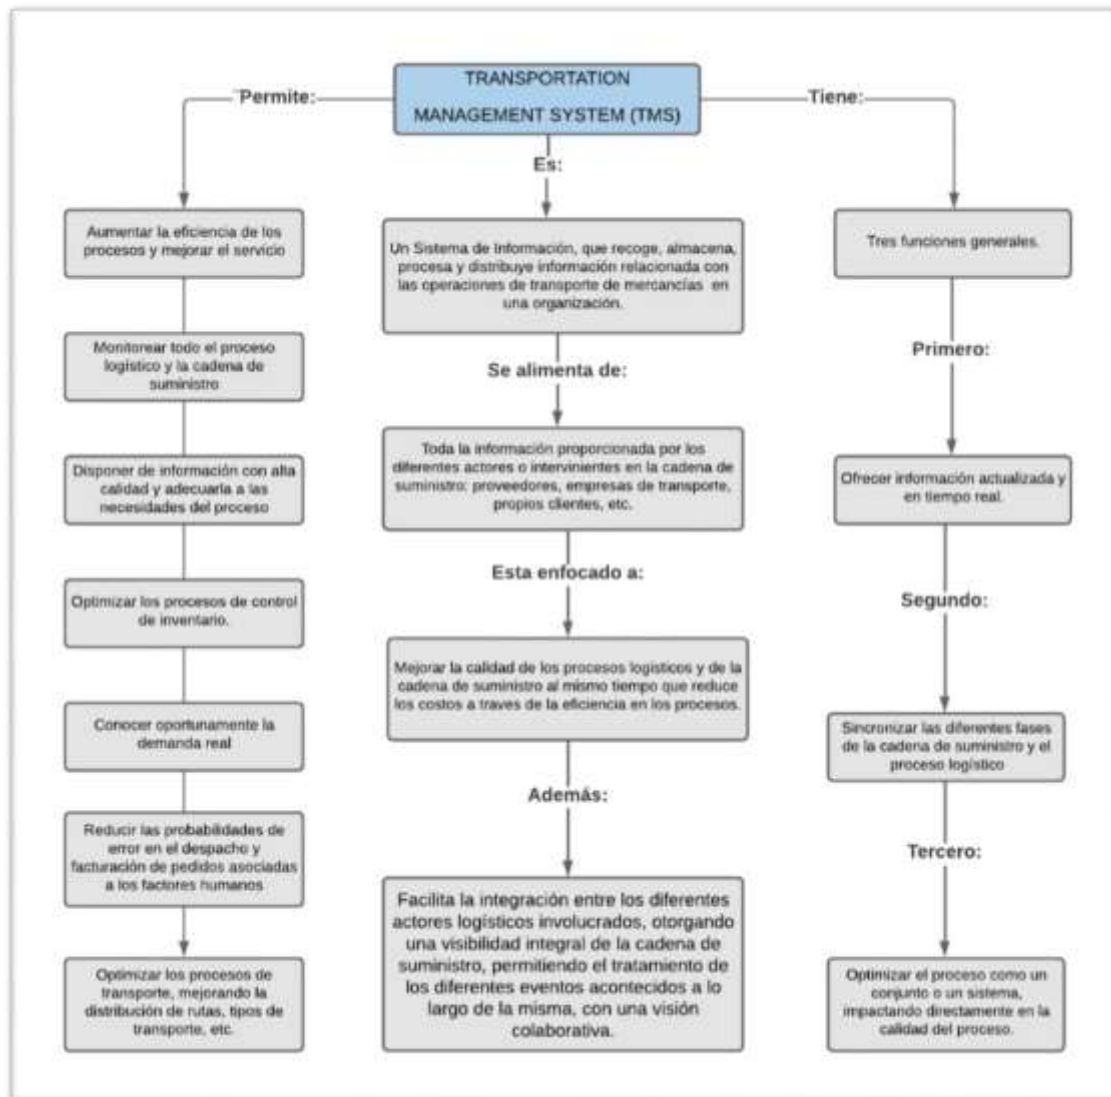 TRANSPORTATION
MANAGEMENT SYSTEM (TMS)
Permite:
Aumentar la eficiencia de los
procesos y mejorar el servicio
Monitorear todo el proceso
logístico y la cadena de
suministro
Disponer de información con alta
calidad y adecuarla a las
necesidades del proceso
Optimizar los procesos de control
de inventario.
Conocer oportunamente la
demanda real
Reducir las probabilidades de
error en el despacho y
facturación de pedidos asociadas
a los factores humanos
Optimizar los procesos de
transporte, mejorando la
distribución de rutas, tipos de
transporte, etc.
Es:
Un Sistema de Información, que recoge, almacena,
procesa y distribuye información relacionada con
las operaciones de transporte de mercancías en
una organización.
Se alimenta de:
Toda la información proporcionada por los
diferentes actores o intervinientes en la cadena de
suministro: proveedores, empresas de transporte,
propios clientes, etc.
Esta enfocado a:
Mejorar la calidad de los procesos logísticos y de la
cadena de suministro al mismo tiempo que reduce
los costos a traves de la eficiencia en los procesos.
Además:
Facilita la integración entre los diferentes
actores logísticos involucrados, otorgando
una visibilidad integral de la cadena de
suministro, permitiendo el tratamiento de
los diferentes eventos acontecidos a lo
largo de la misma, con una visión
colaborativa.
Tiene:
Tres funciones generales.
Primero:
Ofrecer información actualizada y
en tiempo real.
Segundo:
Sincronizar las diferentes fases
de la cadena de suministro y el
proceso logístico
Tercero:
Optimizar el proceso como un
conjunto o un sistema,
impactando directamente en la
calidad del proceso.